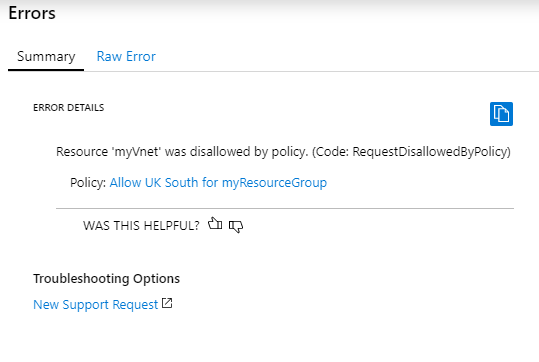 Errors
Summary Raw Error
ERROR DETAILS
Resource 'myVnet' was disallowed by policy. (Code: RequestDisallowedByPolicy)
Policy: Allow UK South for myResourceGroup
WAS THIS HELPFUL?
Troubleshooting Options
New Support Request